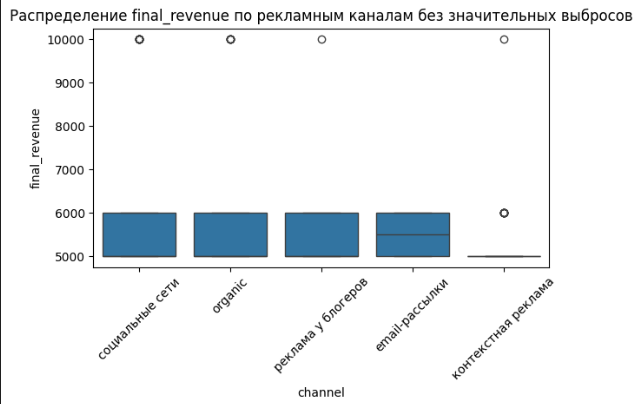 Распределение final_revenue по рекламным каналам без значительных выбросов
10000
9000
8000
7000
6000
5000
final_revenue
социальные сети
organic
реклама у блогеров
email-рассылки
контекстная реклама
channel